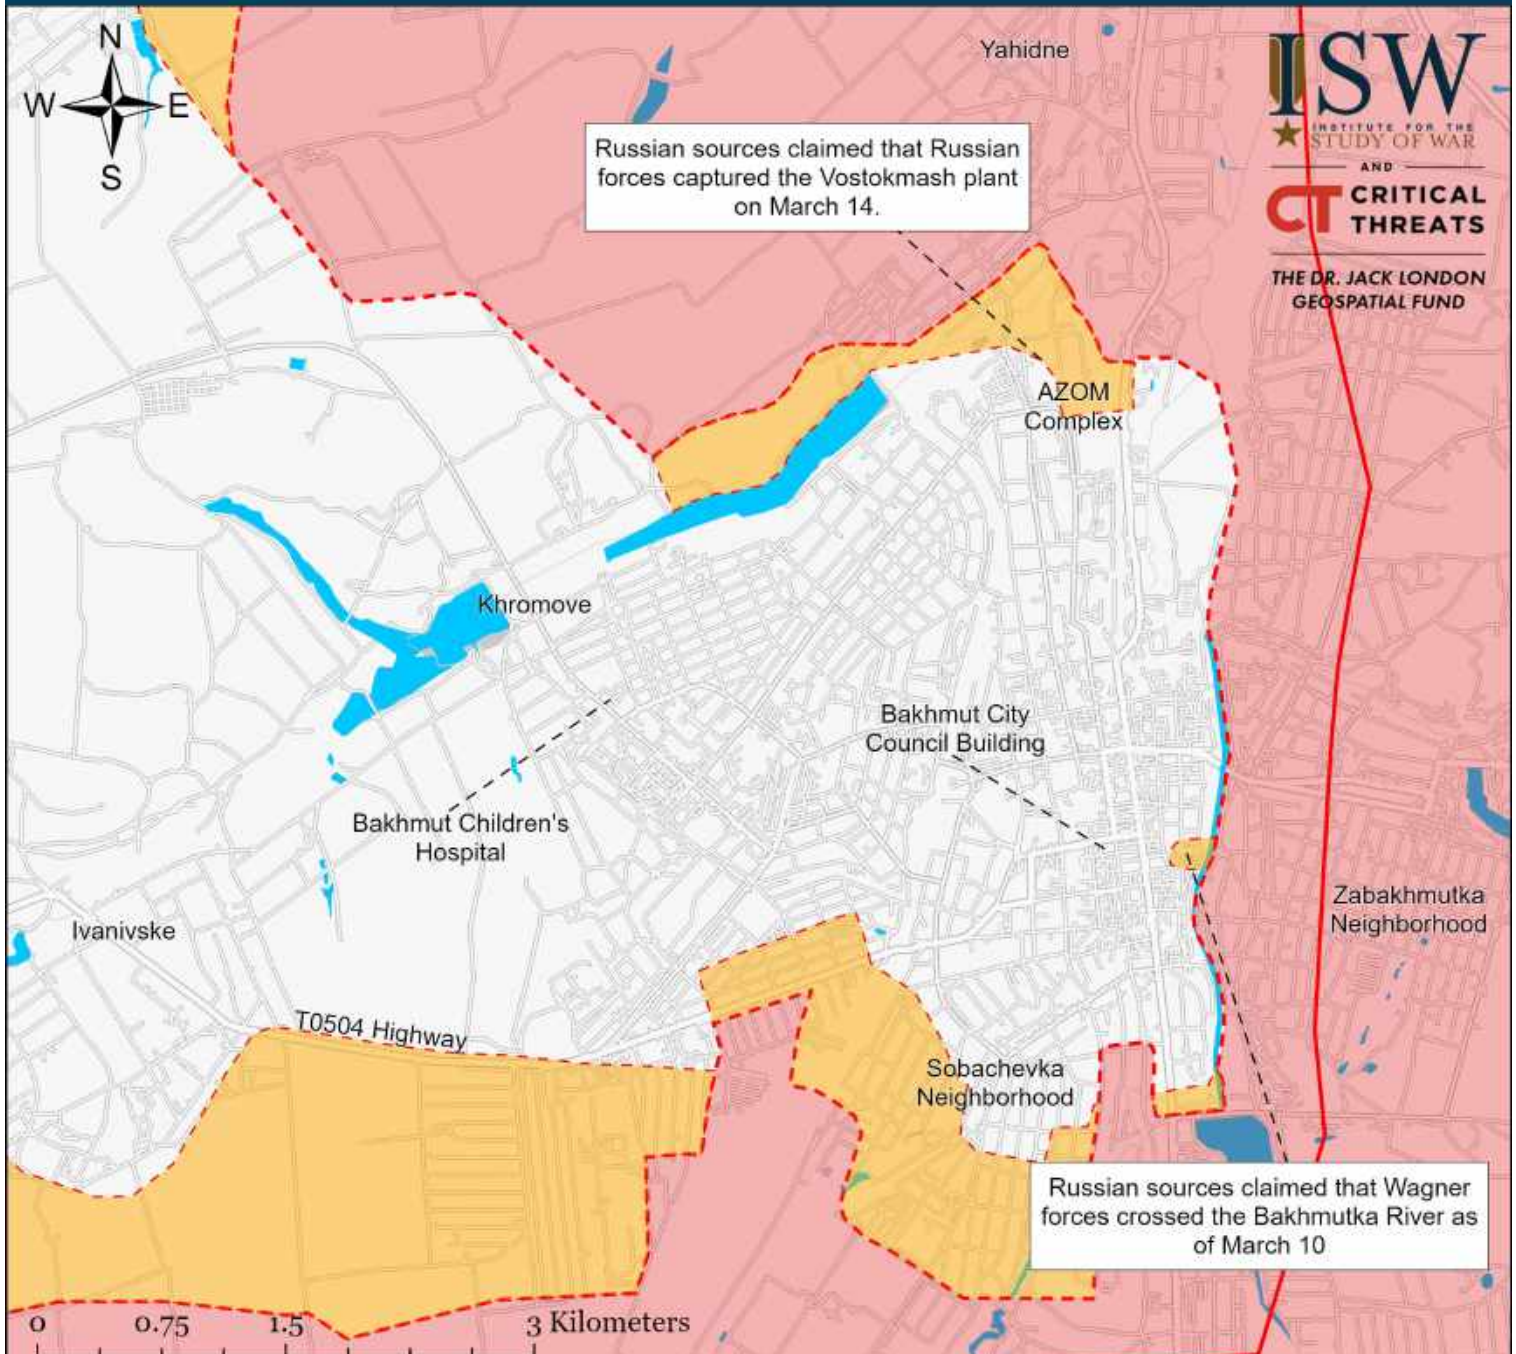 N
W
E
S
Yahidne
ISW
INSTITUTE FOR THE
STUDY OF WAR
AND
CT CRITICAL
THREATS
THE DR. JACK LONDON
GEOSPATIAL FUND
Russian sources claimed that Russian
forces captured the Vostokmash plant
on March 14.
AZOM
Complex
Khromove
Bakhmut City
Council Building
Bakhmut Children's
Hospital
Zabakhmutka
Neighborhood
Ivanivske
T0504 Highway
Sobachevka
Neighborhood
Russian sources claimed that Wagner
forces crossed the Bakhmutka River as
of March 10
0 0.75 1.5 3 Kilometers